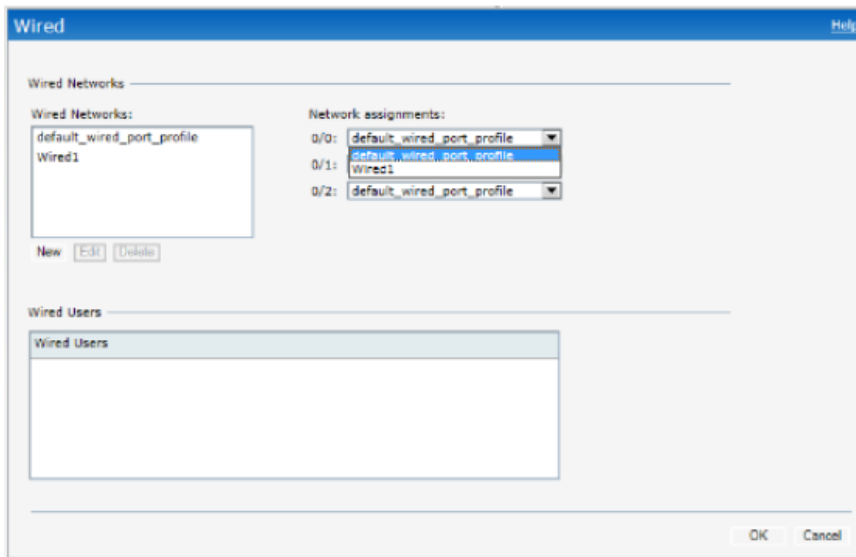 Wired
Help
Wired Networks
Wired Networks:
default_wired_port_profile
Wired1
New Edit Delete
Network assignments:
0/0: default_wired_port_profile
default_wired_port_profile
Wired1
0/1:
0/2: default_wired_port_profile
Wired Users
Wired Users
OK Cancel